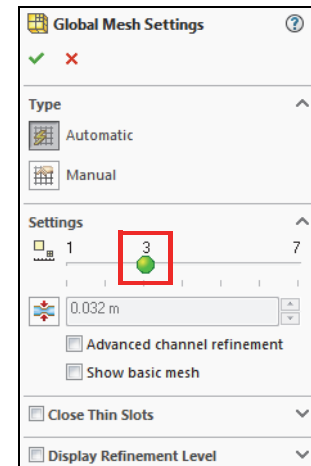 Global Mesh Settings ?
Type
Automatic
Manual
Settings
1 3 7
0.032 m
Advanced channel refinement
Show basic mesh
Close Thin Slots
Display Refinement Level